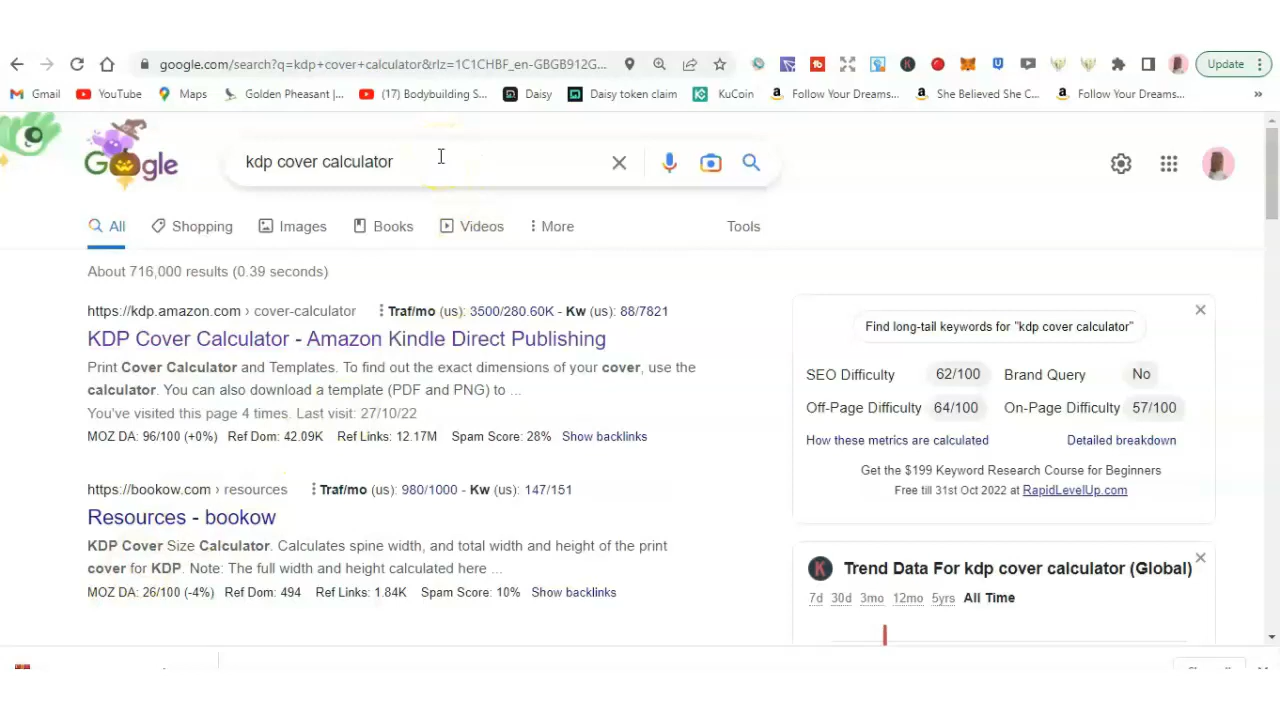 google.com/search?q=kdp+cover+calculator&rlz=1C1CHBF_en-GBGB912G...
Update
Gmail
YouTube
Maps
Golden Pheasant |...
(17) Bodybuilding S...
Daisy
Daisy token claim
KuCoin
Follow Your Dreams...
She Believed She C...
Follow Your Dreams...
»
Google
kdp cover calculator
All
Shopping
Images
Books
Videos
More
Tools
About 716,000 results (0.39 seconds)
https://kdp.amazon.com › cover-calculator
Traf/mo (us): 3500/280.60K - Kw (us): 88/7821
KDP Cover Calculator - Amazon Kindle Direct Publishing
Print Cover Calculator and Templates. To find out the exact dimensions of your cover, use the
calculator. You can also download a template (PDF and PNG) to ...
You've visited this page 4 times. Last visit: 27/10/22
MOZ DA: 96/100 (+0%) Ref Dom: 42.09K Ref Links: 12.17M Spam Score: 28% Show backlinks
https://bookow.com › resources
Traf/mo (us): 980/1000 - Kw (us): 147/151
Resources - bookow
KDP Cover Size Calculator. Calculates spine width, and total width and height of the print
cover for KDP. Note: The full width and height calculated here ...
MOZ DA: 26/100 (-4%) Ref Dom: 494 Ref Links: 1.84K Spam Score: 10% Show backlinks
Find long-tail keywords for "kdp cover calculator"
SEO Difficulty 62/100 Brand Query No
Off-Page Difficulty 64/100 On-Page Difficulty 57/100
How these metrics are calculated
Detailed breakdown
Get the $199 Keyword Research Course for Beginners
Free till 31st Oct 2022 at RapidLevelUp.com
K
Trend Data For kdp cover calculator (Global)
7d 30d 3mo 12mo 5yrs All Time